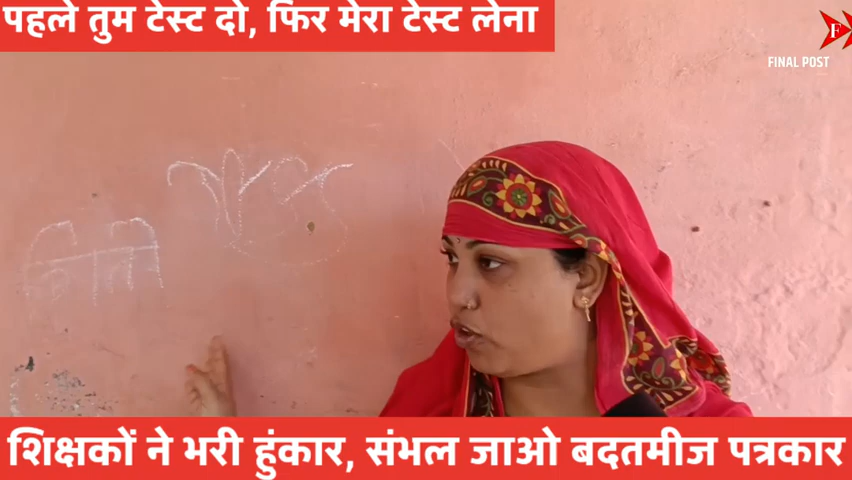 पहले तुम टेस्ट दो, फिर मेरा टेस्ट लेना
F
FINAL POST
शिक्षकों ने भरी हुंकार, संभल जाओ बदतमीज पत्रकार